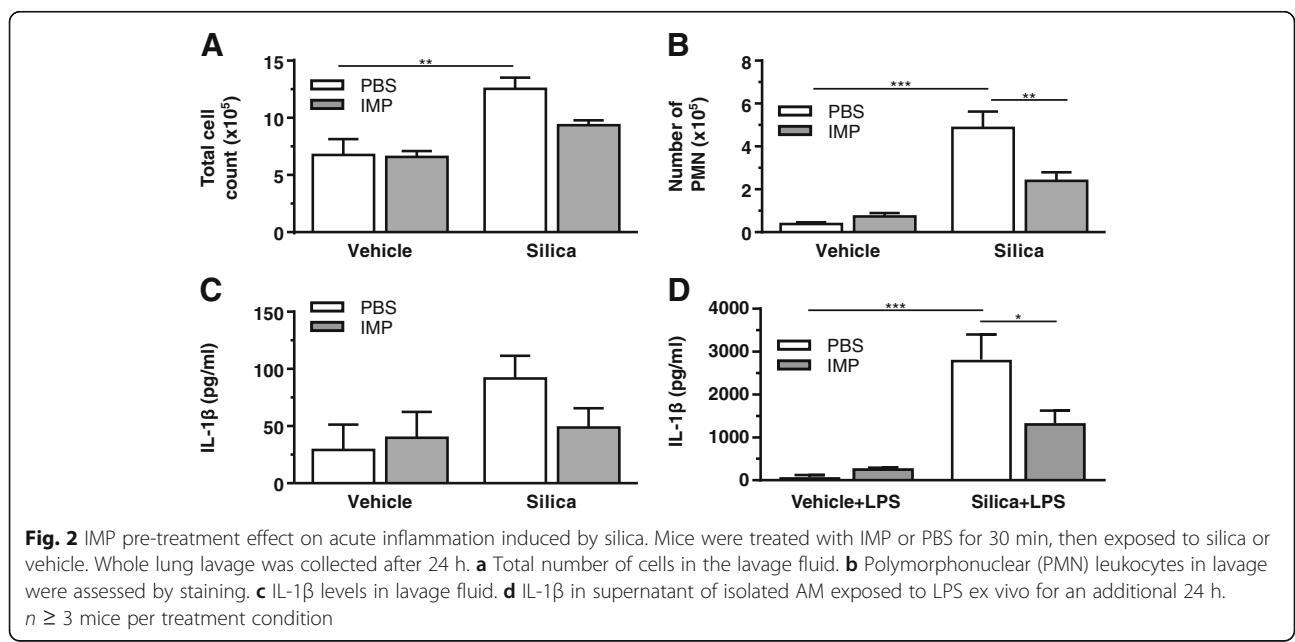 A
B
**
***
**
15
10
5
0
Total cell
count (x10⁵)
PBS
IMP
Vehicle
Silica
8
6
4
2
0
Number of
PMN (x10⁵)
PBS
IMP
Vehicle
Silica
C
D
150
100
50
0
IL-1β (pg/ml)
PBS
IMP
Vehicle
Silica
***
*
4000
3000
2000
1000
0
IL-1β (pg/ml)
PBS
IMP
Vehicle+LPS
Silica+LPS
Fig. 2 IMP pre-treatment effect on acute inflammation induced by silica. Mice were treated with IMP or PBS for 30 min, then exposed to silica or
vehicle. Whole lung lavage was collected after 24 h. a Total number of cells in the lavage fluid. b Polymorphonuclear (PMN) leukocytes in lavage
were assessed by staining. c IL-1β levels in lavage fluid. d IL-1β in supernatant of isolated AM exposed to LPS ex vivo for an additional 24 h.
n ≥ 3 mice per treatment condition